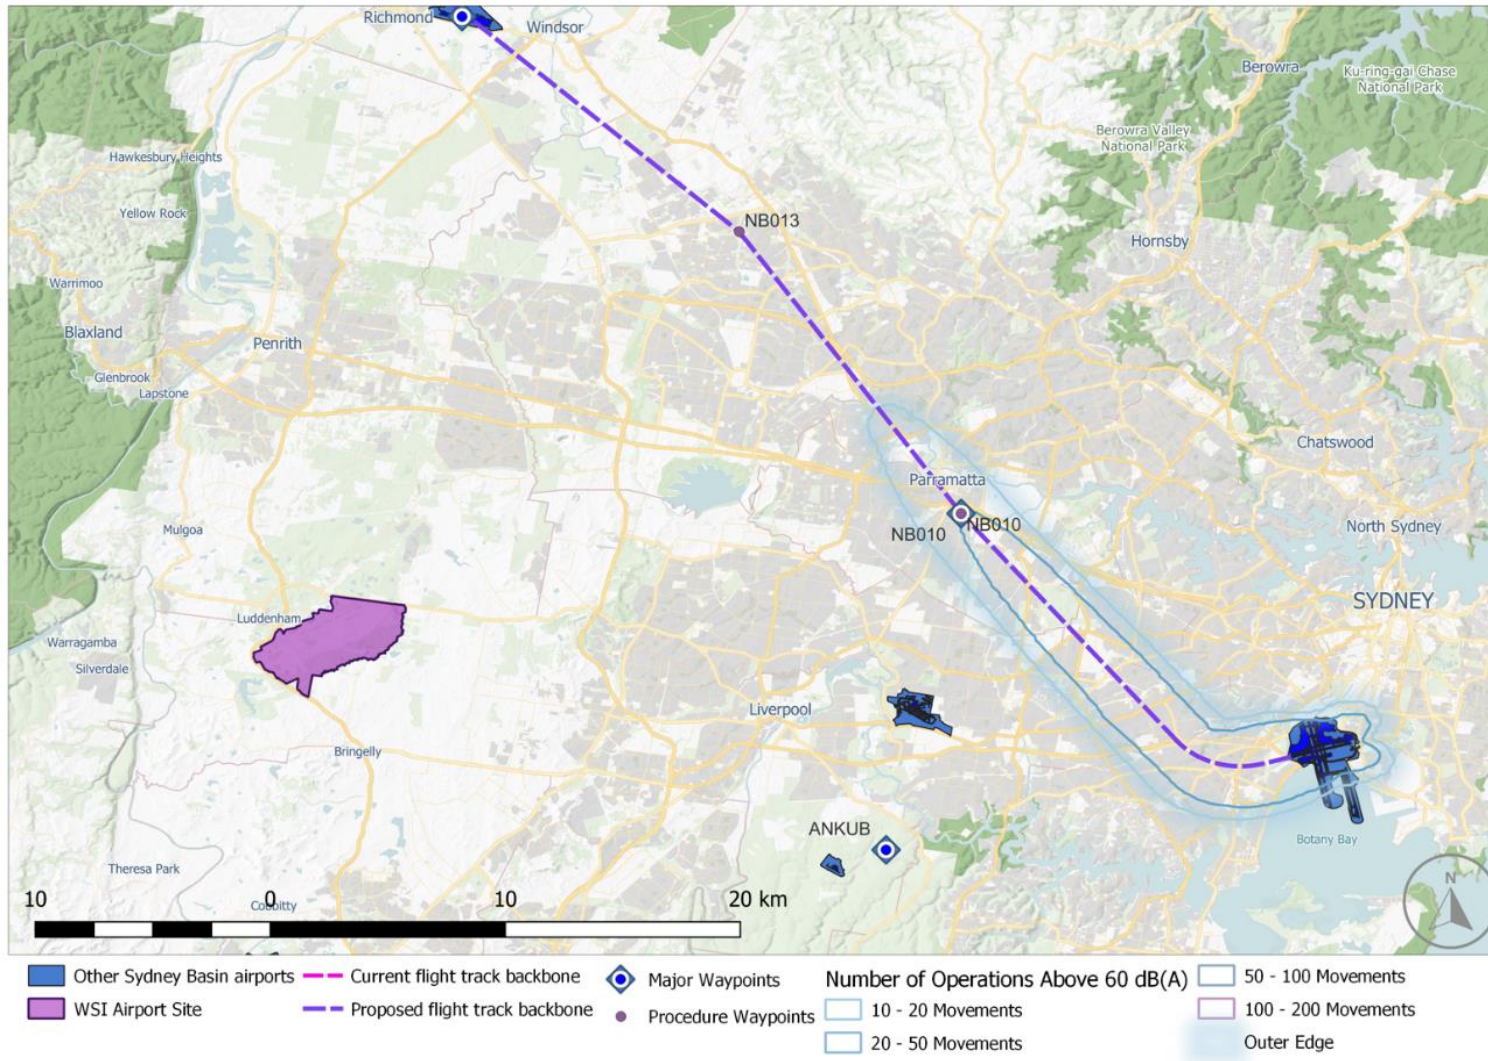 Richmond
Windsor
Berowra
Ku-ring-gai Chase
National Park
Berowra Valley
National Park
Hawkesbury Heights
Yellow Rock
NB013
Hornsby
Warrimoo
Blaxland
Penrith
Glenbrook
Lapstone
Chatswood
Parramatta
NB010
NB010
North Sydney
Mulgoa
SYDNEY
Luddenham
Warragamba
Silverdale
Liverpool
Bringelly
ANKUB
Botany Bay
Theresa Park
N
Cobbitty
10 0 10 20 km
Other Sydney Basin airports
WSI Airport Site
Current flight track backbone
Proposed flight track backbone
Major Waypoints
Procedure Waypoints
Number of Operations Above 60 dB(A)
10 - 20 Movements
20 - 50 Movements
50 - 100 Movements
100 - 200 Movements
Outer Edge